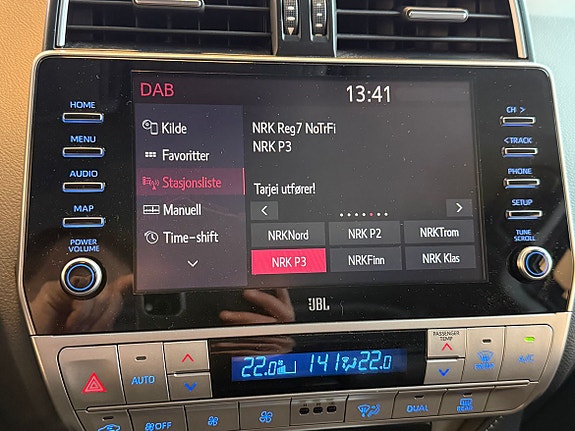 DAB
13:41
HOME
MENU
AUDIO
MAP
POWER
VOLUME
Kilde
Favoritter
Stasjonsliste
Manuell
Time-shift
NRK Reg7 NoTrFi
NRK P3
Tarjei utfører!
NRKNord
NRK P2
NRKTrom
NRK P3
NRKFinn
NRK Klas
CH >
< TRACK
PHONE
SETUP
TUNE
SCROLL
JBL
AUTO
22.0
141
22.0
PASSENGER
TEMP
A/C
OFF
DUAL
REAR